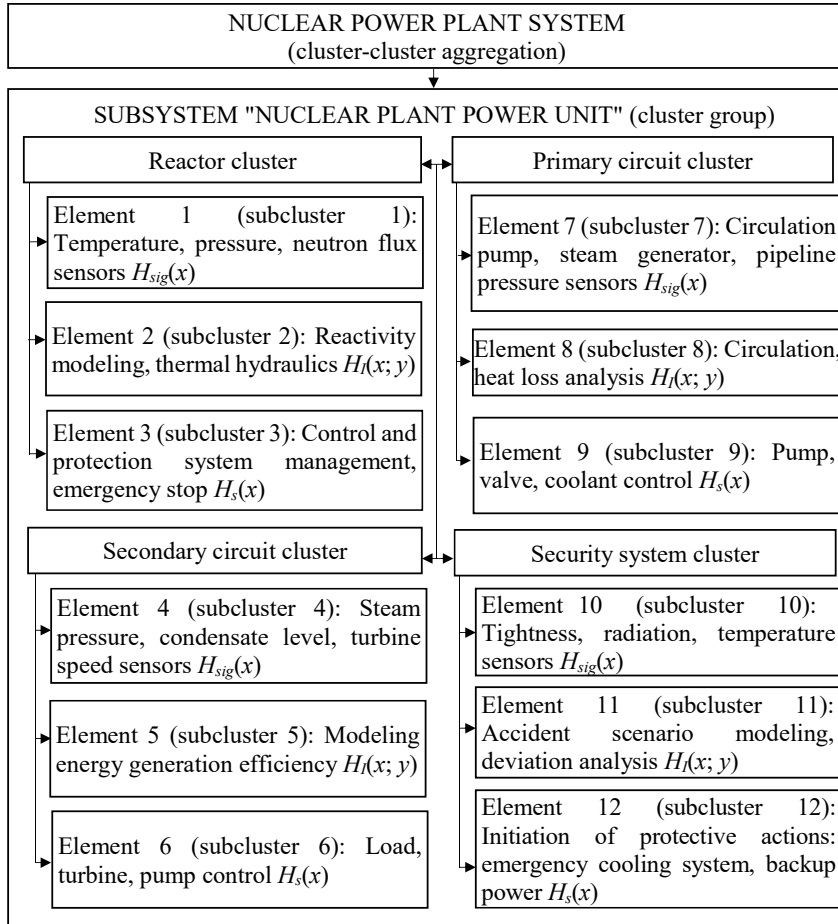 NUCLEAR POWER PLANT SYSTEM
(cluster-cluster aggregation)
SUBSYSTEM "NUCLEAR PLANT POWER UNIT" (cluster group)
Reactor cluster
Element 1 (subcluster 1):
Temperature, pressure, neutron flux
sensors Hsig(x)
Element 2 (subcluster 2): Reactivity
modeling, thermal hydraulics HI(x; y)
Element 3 (subcluster 3): Control and
protection system management,
emergency stop Hs(x)
Primary circuit cluster
Element 7 (subcluster 7): Circulation
pump, steam generator, pipeline
pressure sensors Hsig(x)
Element 8 (subcluster 8): Circulation,
heat loss analysis HI(x; y)
Element 9 (subcluster 9): Pump,
valve, coolant control Hs(x)
Secondary circuit cluster
Element 4 (subcluster 4): Steam
pressure, condensate level, turbine
speed sensors Hsig(x)
Element 5 (subcluster 5): Modeling
energy generation efficiency HI(x; y)
Element 6 (subcluster 6): Load,
turbine, pump control Hs(x)
Security system cluster
Element 10 (subcluster 10):
Tightness, radiation, temperature
sensors Hsig(x)
Element 11 (subcluster 11):
Accident scenario modeling,
deviation analysis HI(x; y)
Element 12 (subcluster 12):
Initiation of protective actions:
emergency cooling system, backup
power Hs(x)